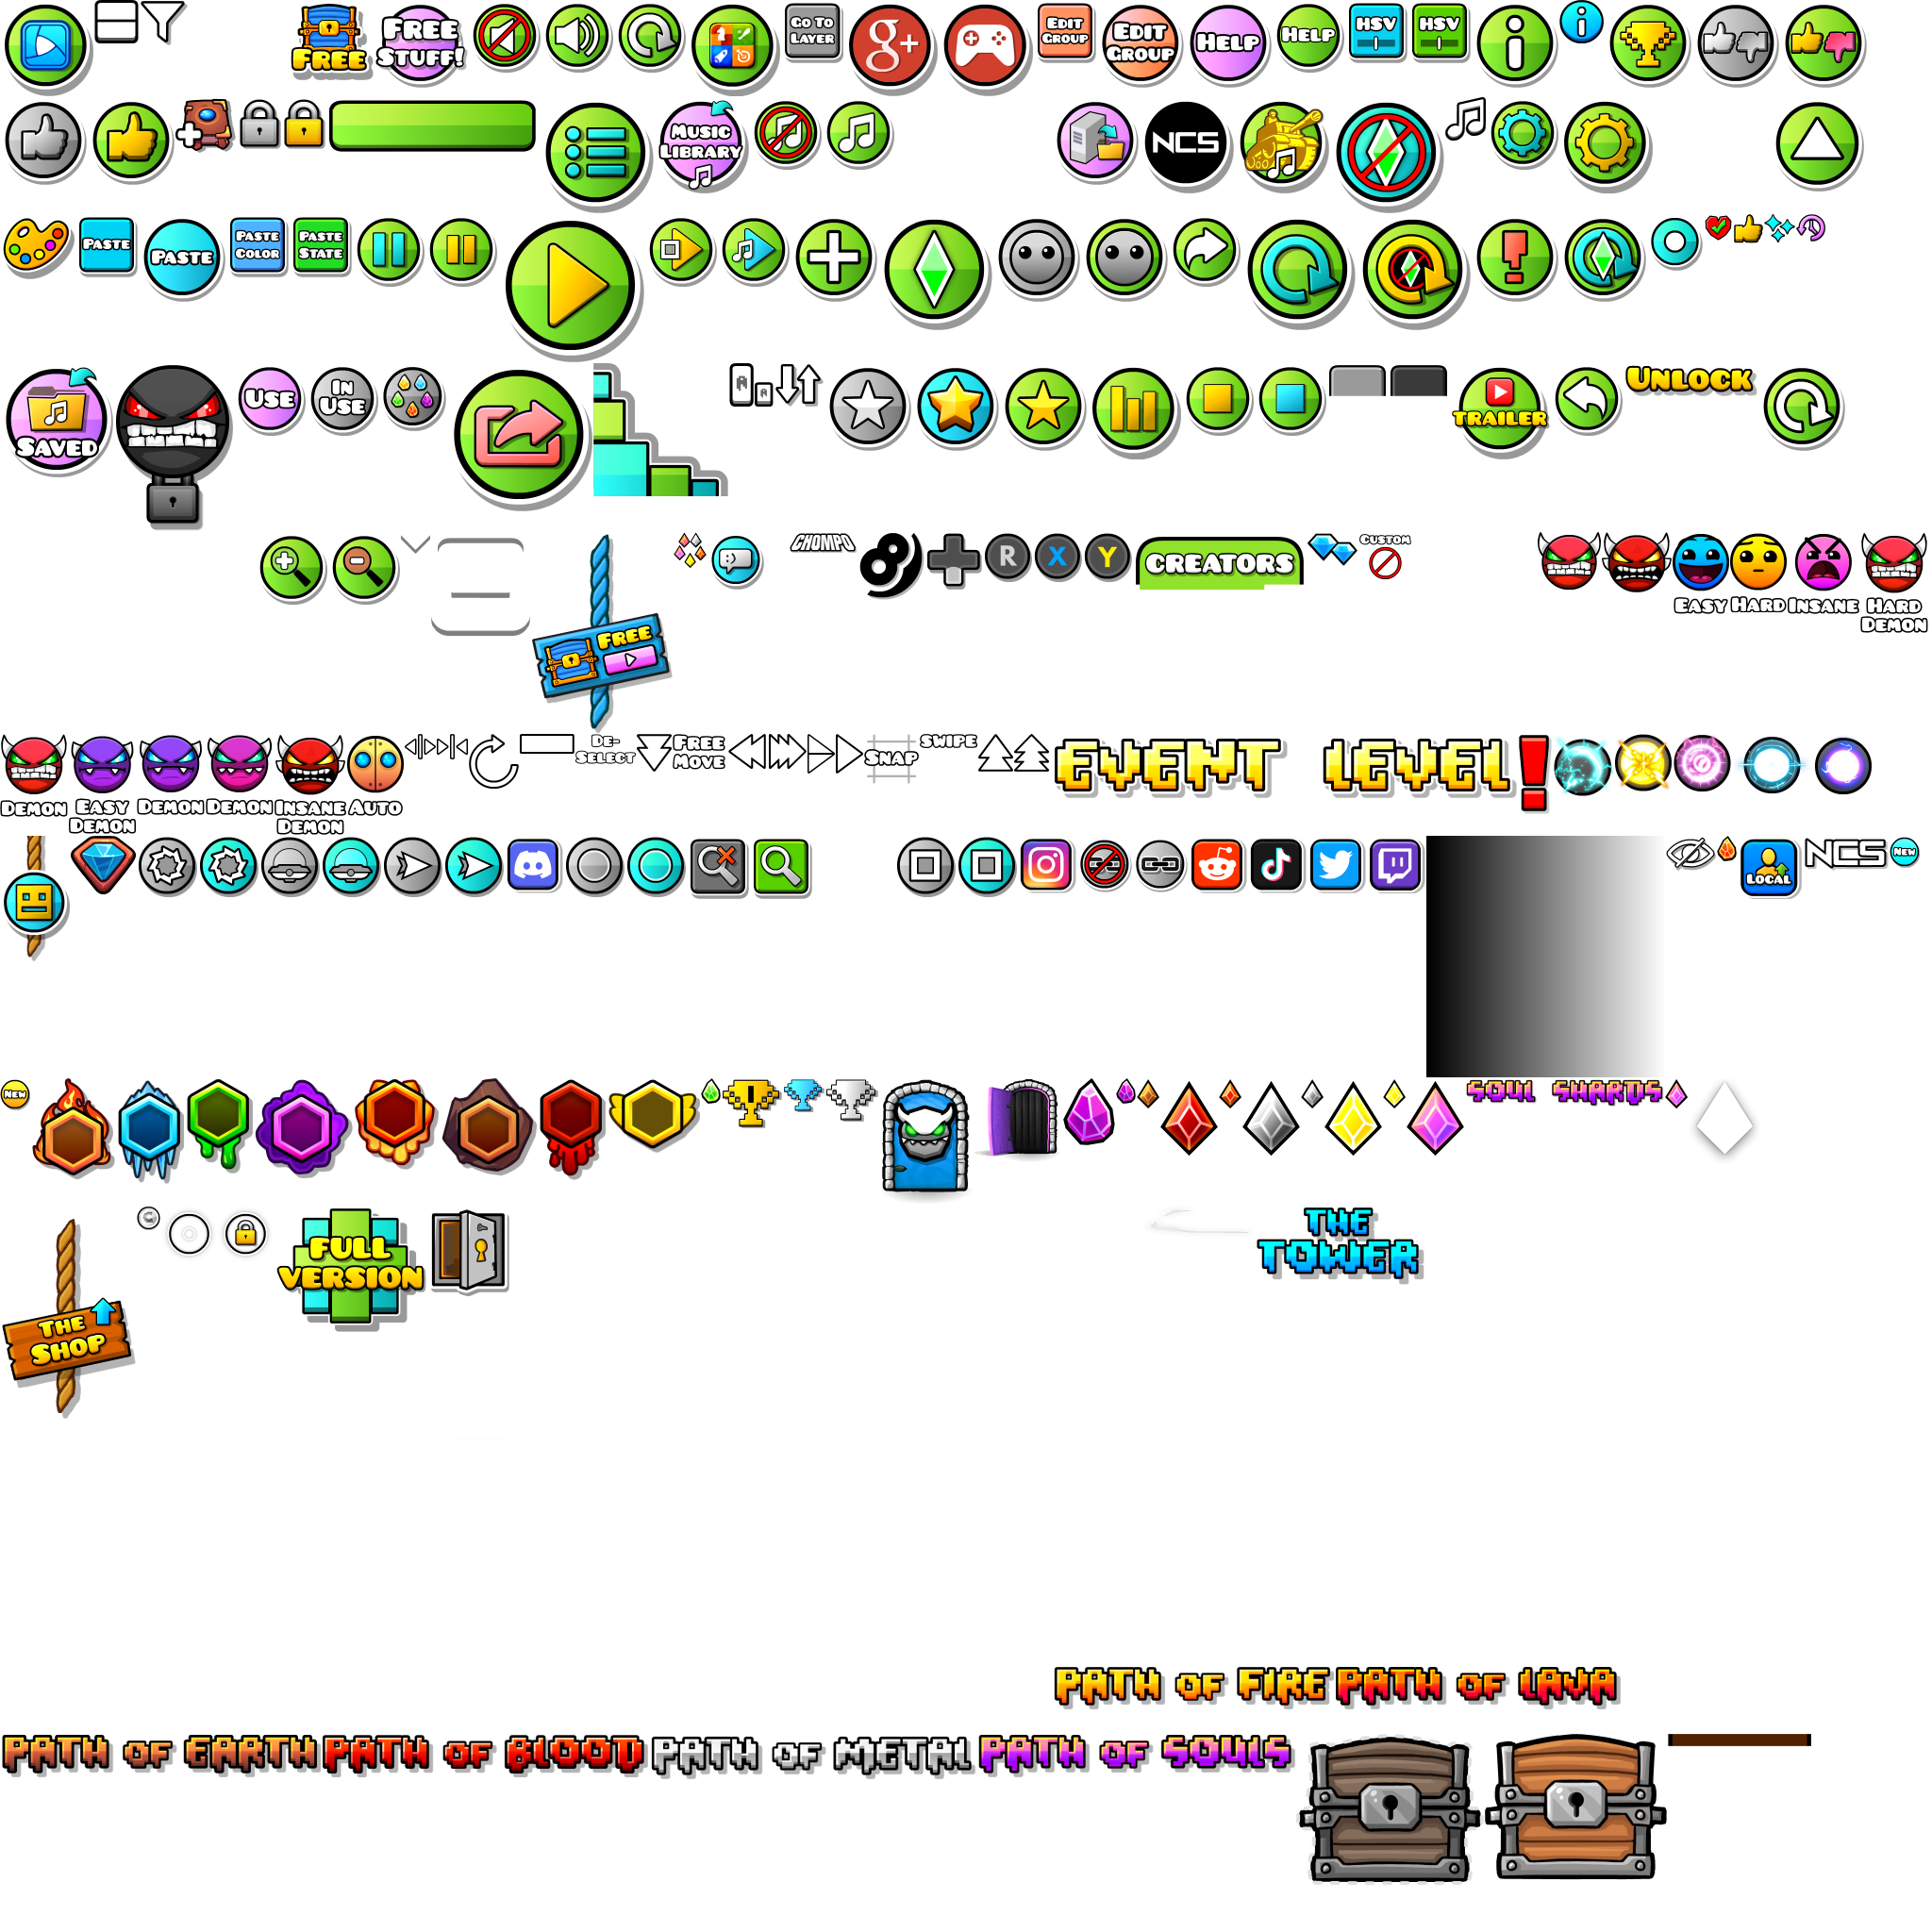 FREE
FREE
STUFF!
GO TO
LAYER
g+
EDIT
GROUP
EDIT
GROUP
HELP
HELP
HSV
HSV
MUSIC
LIBRARY
NCS
PASTE
PASTE
PASTE
COLOR
PASTE
STATE
SAVED
USE
IN
USE
TRAILER
UNLOCK
FREE
CHOMPO
R
X
Y
CREATORS
CUSTOM
EASY
HARD
INSANE
HARD
DEMON
DEMON
EASY
DEMON
DEMON
DEMON
INSANE
DEMON
AUTO
DE-
SELECT
FREE
MOVE
SNAP
SWIPE
EVENT LEVEL!
LOCAL
NCS
NEW
NEW
SOUL SHARDS
THE
SHOP
FULL
VERSION
THE
TOWER
PATH OF FIRE
PATH OF LAVA
PATH OF EARTH
PATH OF BLOOD
PATH OF METAL
PATH OF SOULS